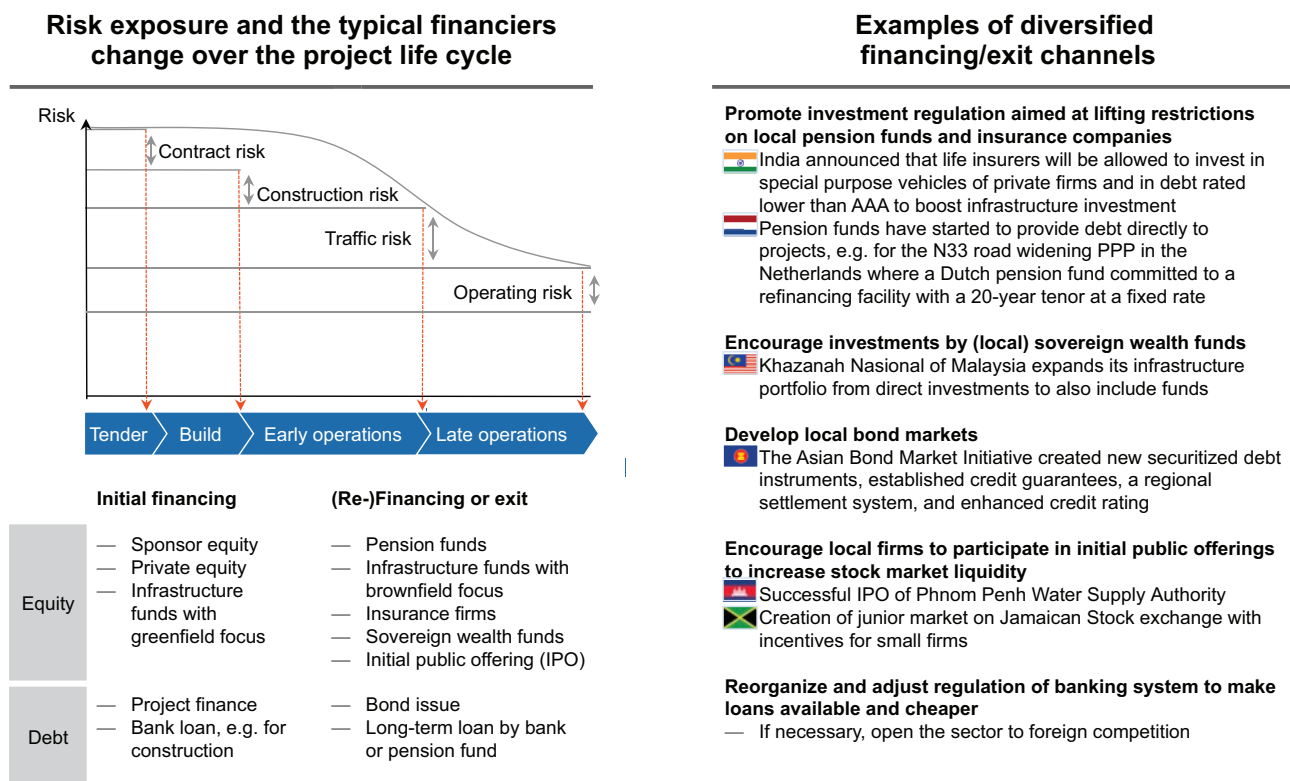 Risk exposure and the typical financiers
change over the project life cycle
Risk
Contract risk
Construction risk
Traffic risk
Operating risk
Tender
Build
Early operations
Late operations
Initial financing
(Re-)Financing or exit
Equity
— Sponsor equity
— Private equity
— Infrastructure
funds with
greenfield focus
— Pension funds
— Infrastructure funds with
brownfield focus
— Insurance firms
— Sovereign wealth funds
— Initial public offering (IPO)
Debt
— Project finance
— Bank loan, e.g. for
construction
— Bond issue
— Long-term loan by bank
or pension fund
Examples of diversified
financing/exit channels
Promote investment regulation aimed at lifting restrictions
on local pension funds and insurance companies
India announced that life insurers will be allowed to invest in
special purpose vehicles of private firms and in debt rated
lower than AAA to boost infrastructure investment
Pension funds have started to provide debt directly to
projects, e.g. for the N33 road widening PPP in the
Netherlands where a Dutch pension fund committed to a
refinancing facility with a 20-year tenor at a fixed rate
Encourage investments by (local) sovereign wealth funds
Khazanah Nasional of Malaysia expands its infrastructure
portfolio from direct investments to also include funds
Develop local bond markets
The Asian Bond Market Initiative created new securitized debt
instruments, established credit guarantees, a regional
settlement system, and enhanced credit rating
Encourage local firms to participate in initial public offerings
to increase stock market liquidity
Successful IPO of Phnom Penh Water Supply Authority
Creation of junior market on Jamaican Stock exchange with
incentives for small firms
Reorganize and adjust regulation of banking system to make
loans available and cheaper
— If necessary, open the sector to foreign competition